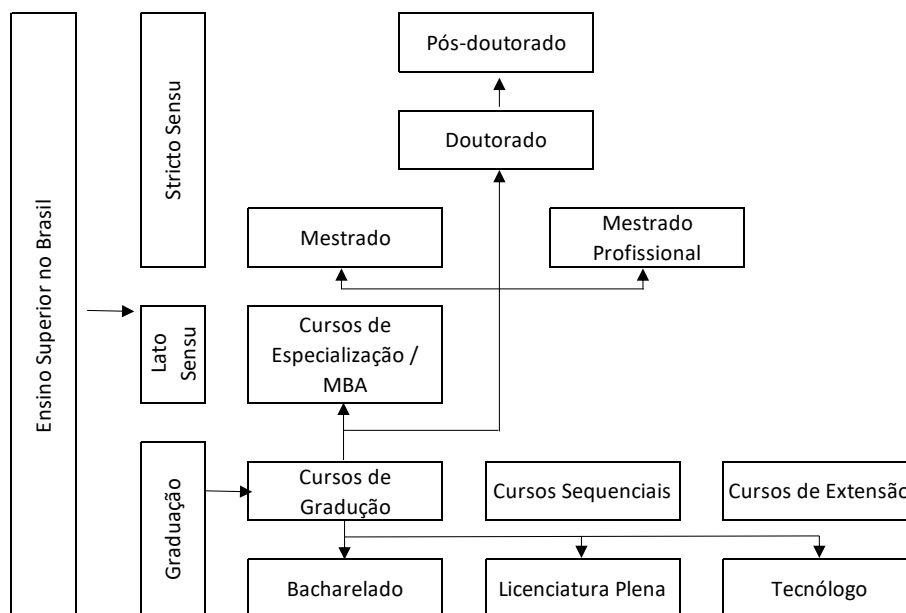 Ensino Superior no Brasil
Stricto Sensu
Pós-doutorado
Doutorado
Mestrado
Mestrado
Profissional
Lato
Sensu
Cursos de
Especialização /
MBA
Graduação
Cursos de
Gradução
Cursos Sequenciais
Cursos de Extensão
Bacharelado
Licenciatura Plena
Tecnólogo